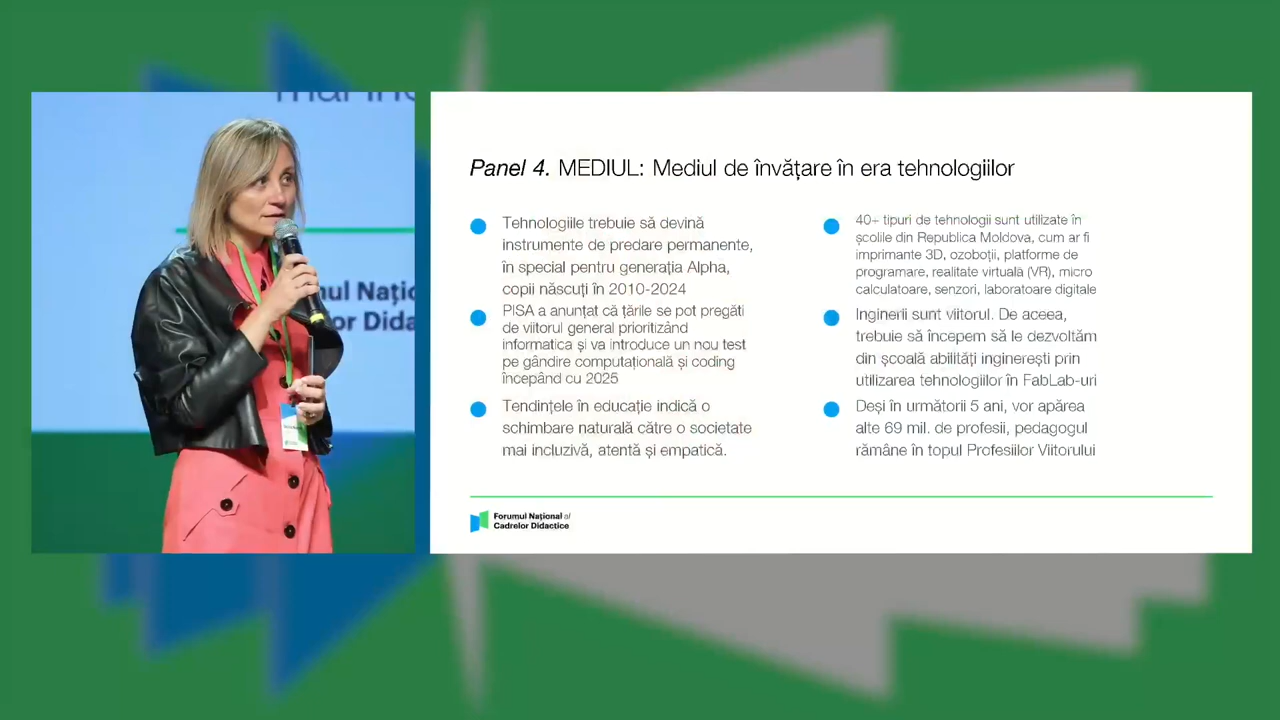 Panel 4. MEDIUL: Mediul de învățare în era tehnologiilor
Tehnologiile trebuie să devină
instrumente de predare permanente,
în special pentru generația Alpha,
copii născuți în 2010-2024
PISA a anunțat că țările se pot pregăti
de viitorul general prioritizând
informatica și va introduce un nou test
pe gândire computațională și coding
începând cu 2025
Tendințele în educație indică o
schimbare naturală către o societate
mai incluzivă, atentă și empatică.
40+ tipuri de tehnologii sunt utilizate în
școlile din Republica Moldova, cum ar fi
imprimante 3D, ozoboții, platforme de
programare, realitate virtuală (VR), micro
calculatoare, senzori, laboratoare digitale
Inginerii sunt viitorul. De aceea,
trebuie să începem să le dezvoltăm
din școală abilități inginerești prin
utilizarea tehnologiilor în FabLab-uri
Deși în următorii 5 ani, vor apărea
alte 69 mil. de profesii, pedagogul
rămâne în topul Profesiilor Viitorului
Forumul Național al
Cadrelor Didactice